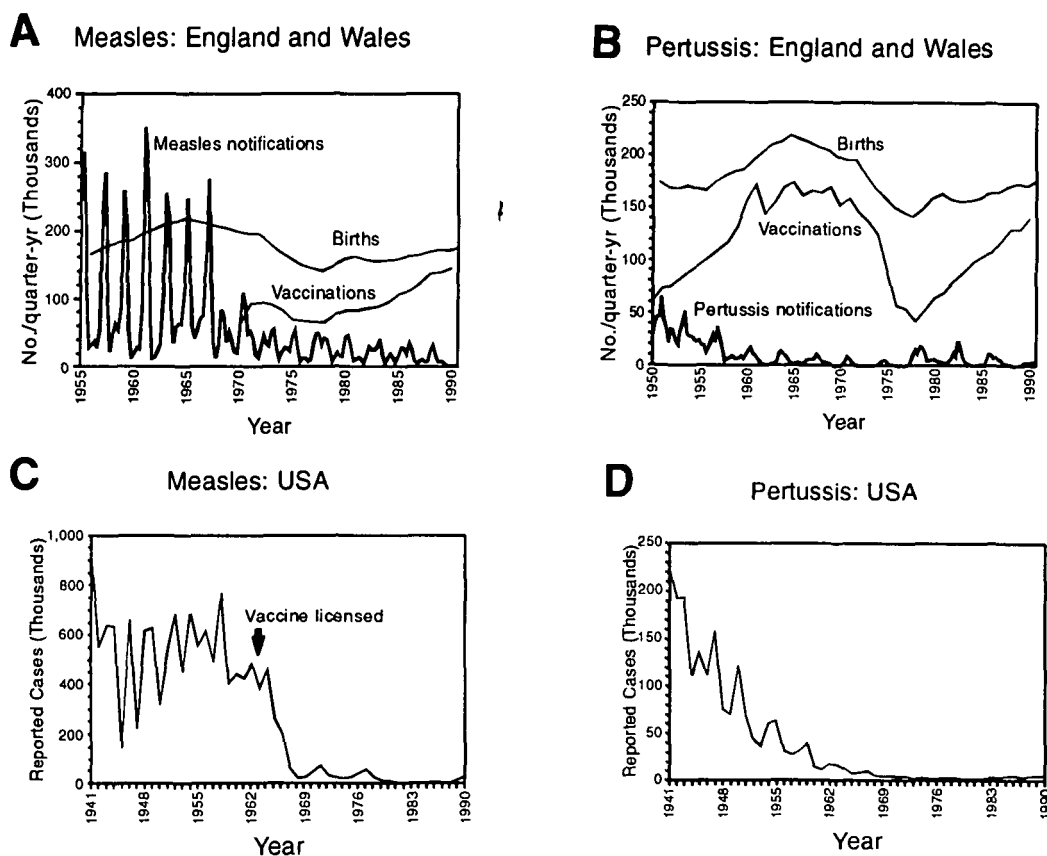 A Measles: England and Wales
No./quarter-yr (Thousands)
400
300
200
100
0
Measles notifications
Births
Vaccinations
1955
1960
1965
1970
1975
1980
1985
1990
Year
B Pertussis: England and Wales
No./quarter-yr (Thousands)
250
200
150
100
50
0
Births
Vaccinations
Pertussis notifications
1950
1955
1960
1965
1970
1975
1980
1985
1990
Year
C Measles: USA
Reported Cases (Thousands)
1,000
800
600
400
200
0
Vaccine licensed
1941
1948
1955
1962
1969
1976
1983
1990
Year
D Pertussis: USA
Reported Cases (Thousands)
250
200
150
100
50
0
1941
1948
1955
1962
1969
1976
1983
1990
Year